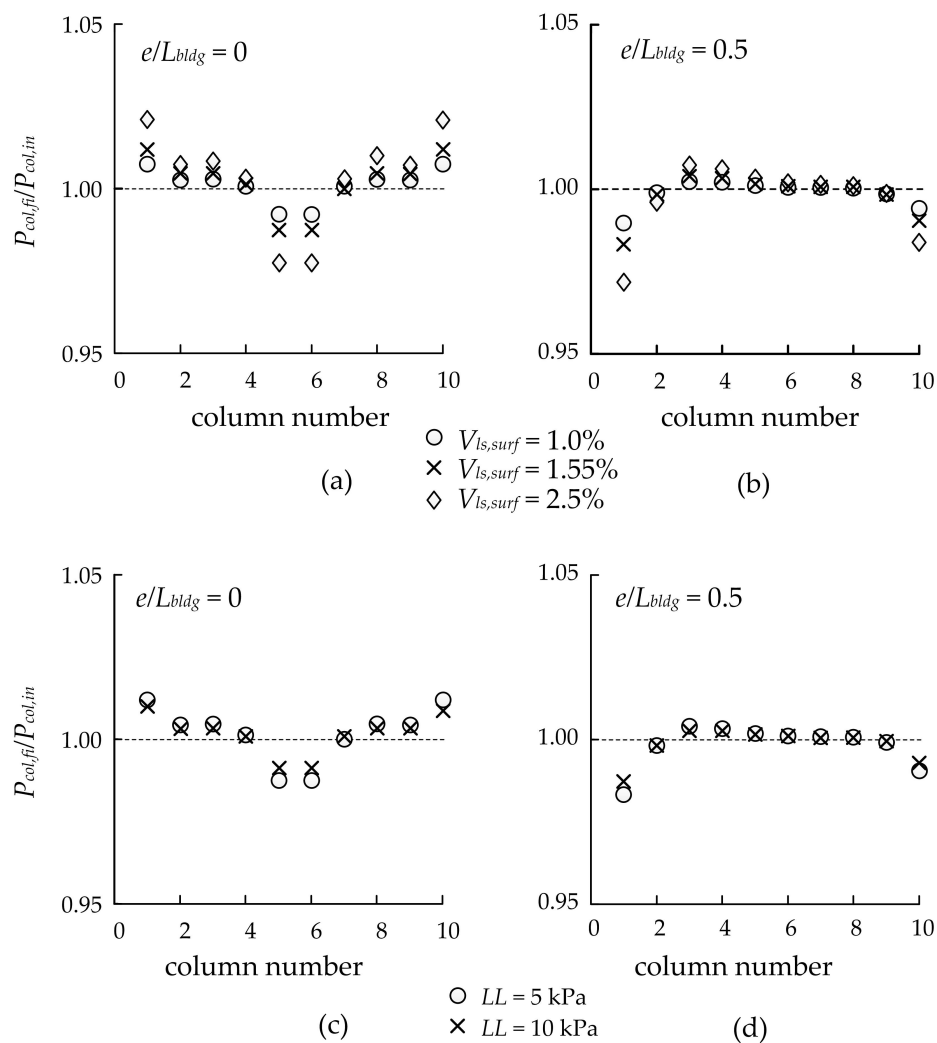 1.05
e/Lbldg = 0
1.00
0.95
Pcol,fi/Pcol,in
0 2 4 6 8 10
column number
(a)
1.05
e/Lbldg = 0.5
1.00
0.95
0 2 4 6 8 10
column number
(b)
Vls,surf = 1.0%
Vls,surf = 1.55%
Vls,surf = 2.5%
1.05
e/Lbldg = 0
1.00
0.95
Pcol,fi/Pcol,in
0 2 4 6 8 10
column number
(c)
1.05
e/Lbldg = 0.5
1.00
0.95
0 2 4 6 8 10
column number
(d)
LL = 5 kPa
LL = 10 kPa